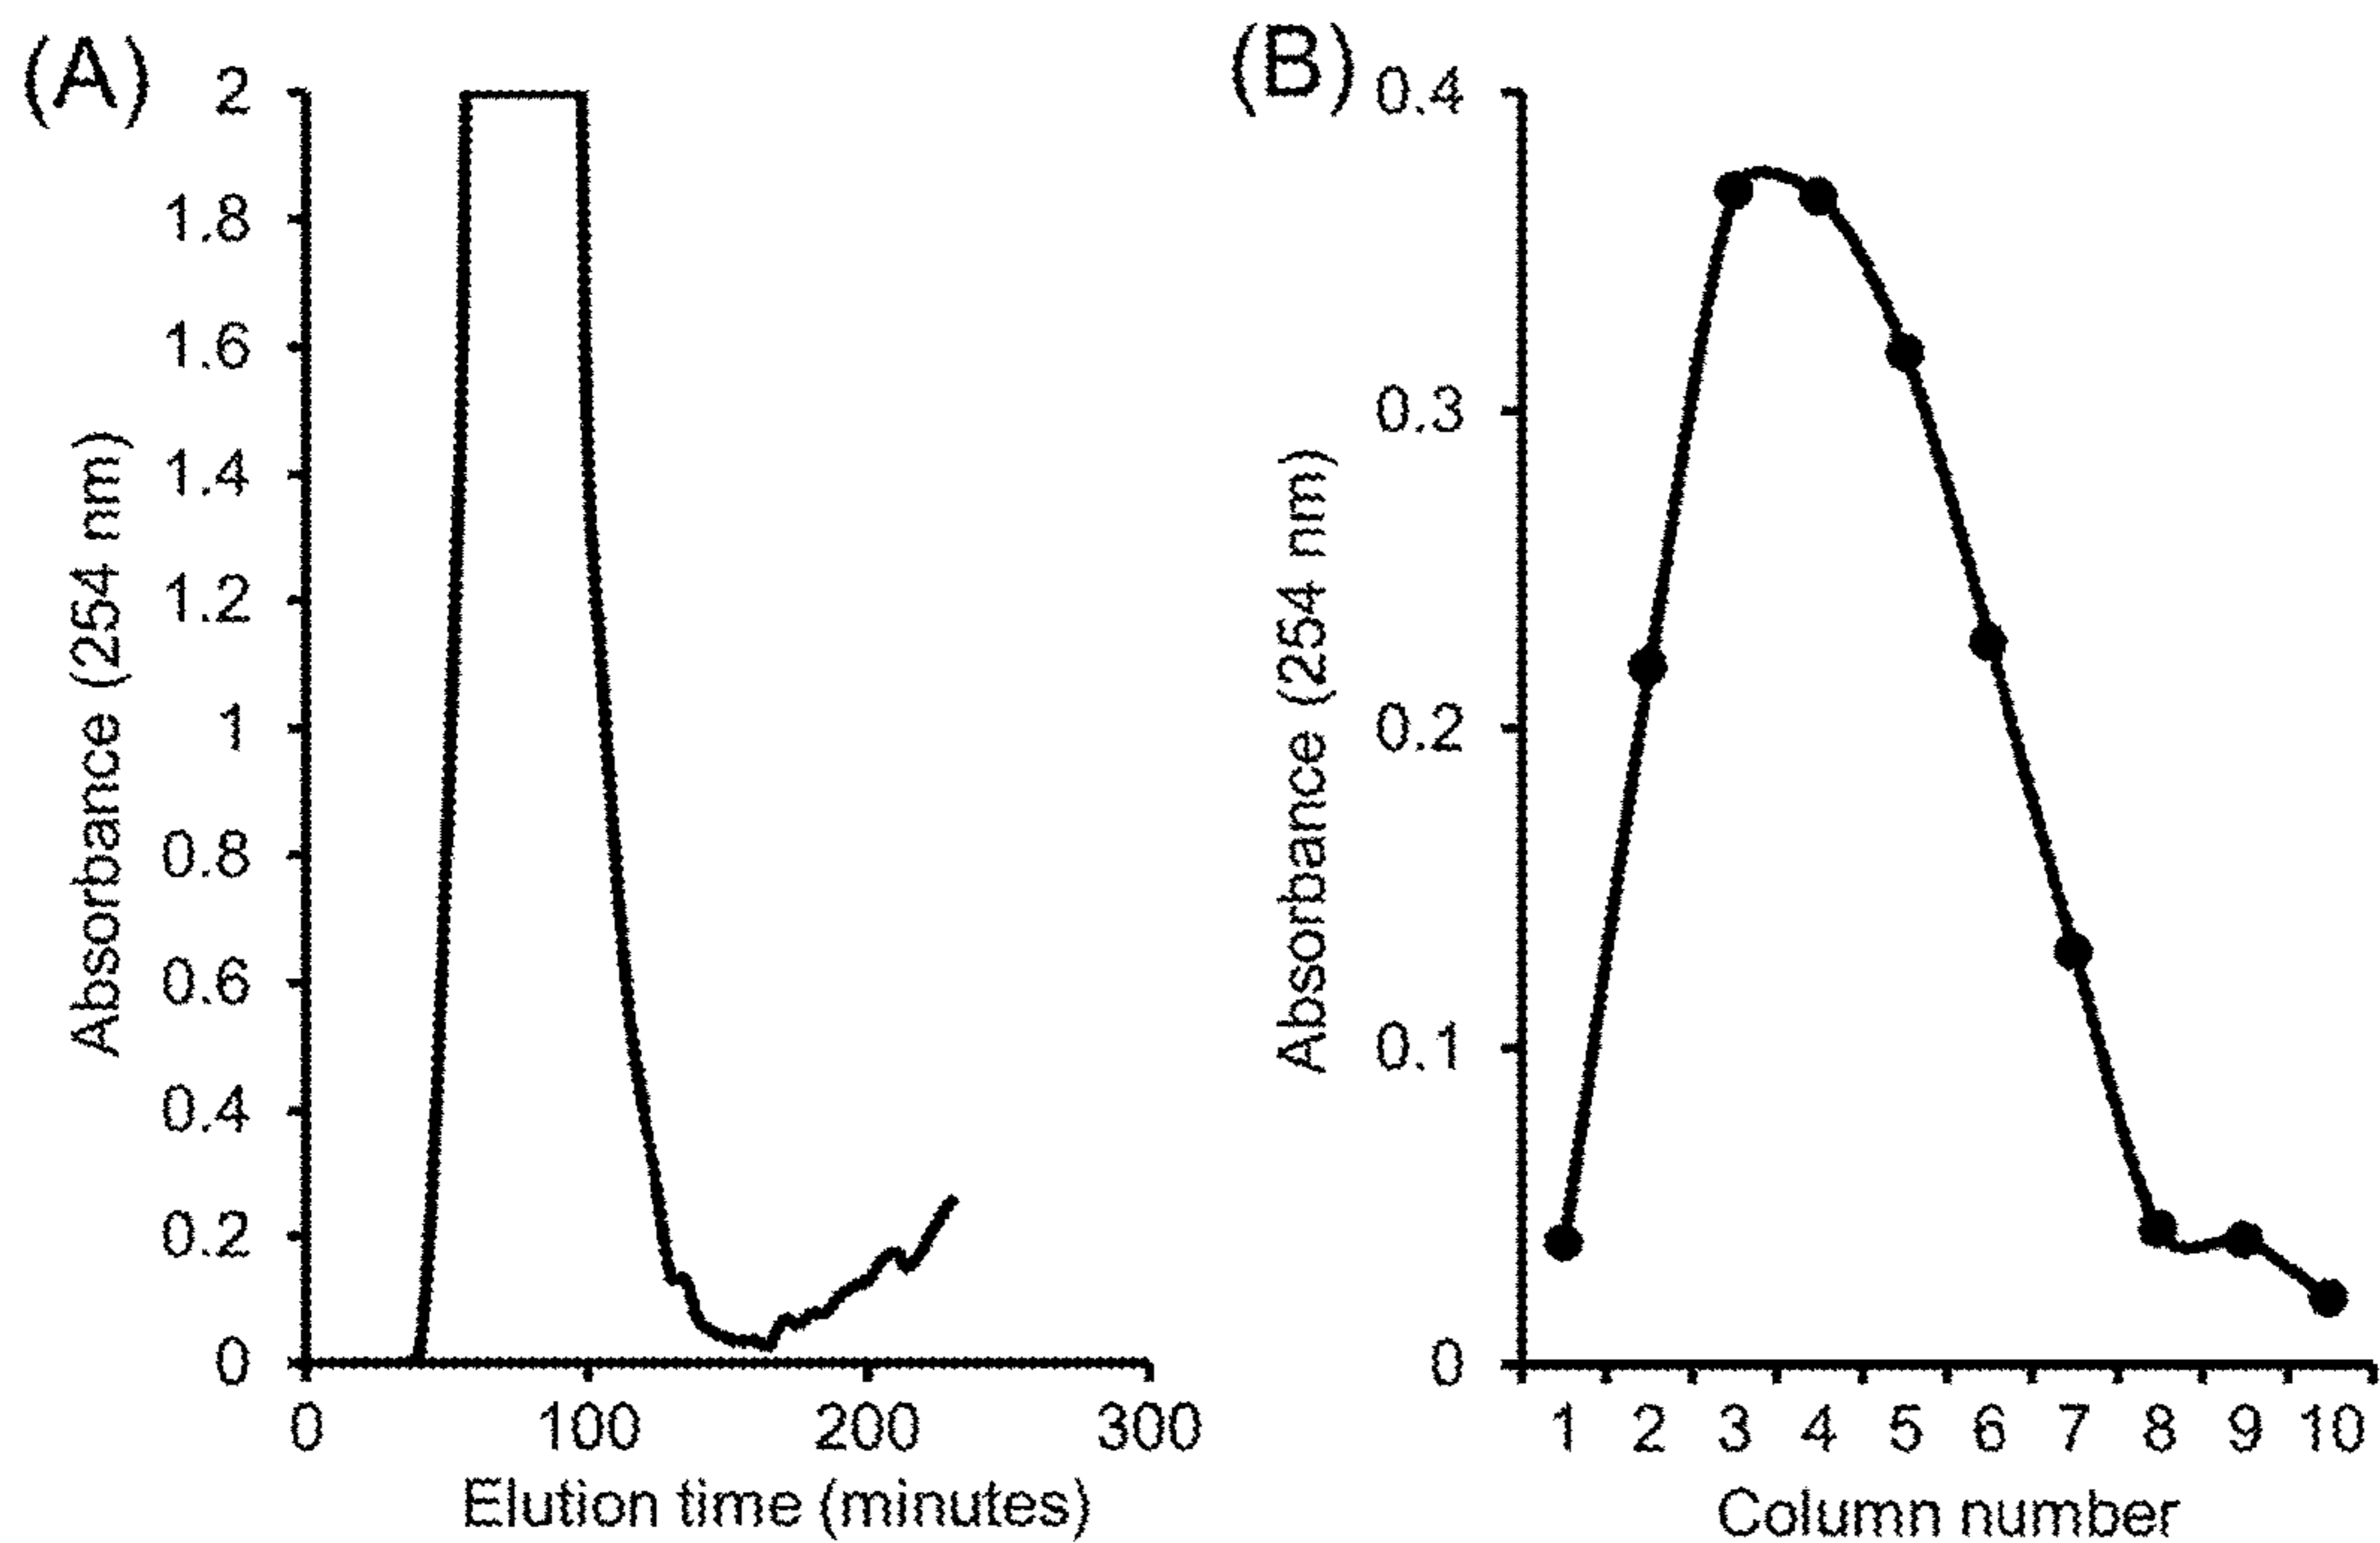 (A)
Absorbance (254 nm)
2
1.8
1.6
1.4
1.2
1
0.8
0.6
0.4
0.2
0
0 100 200 300
Elution time (minutes)
(B)
Absorbance (254 nm)
0.4
0.3
0.2
0.1
0
1 2 3 4 5 6 7 8 9 10
Column number